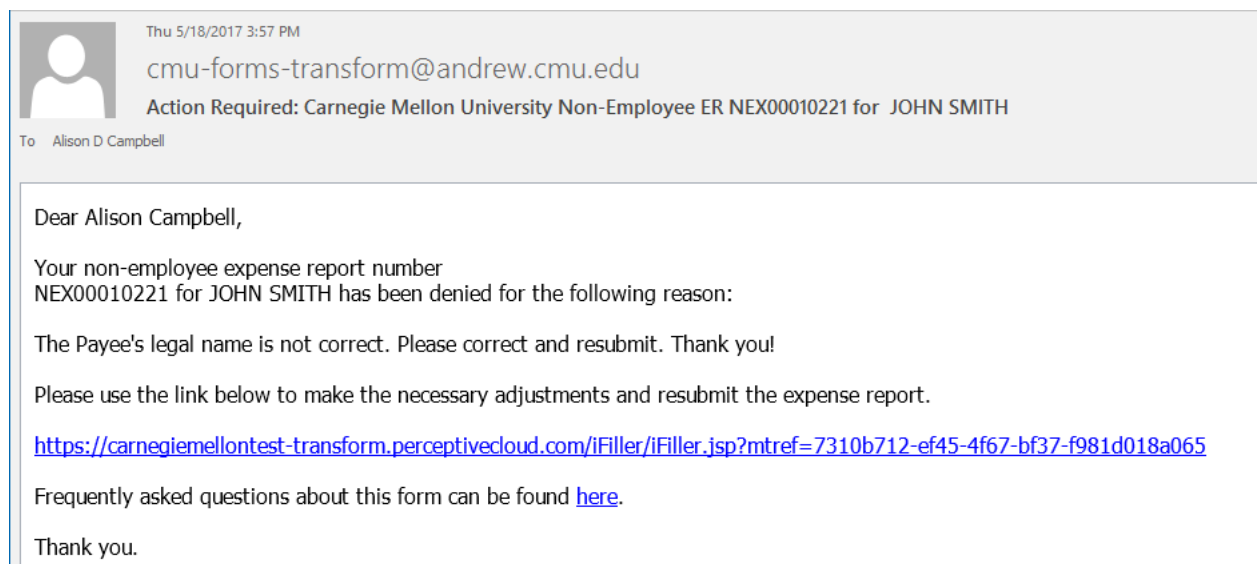 Thu 5/18/2017 3:57 PM
cmu-forms-transform@andrew.cmu.edu
Action Required: Carnegie Mellon University Non-Employee ER NEX00010221 for JOHN SMITH
To Alison D Campbell
Dear Alison Campbell,
Your non-employee expense report number
NEX00010221 for JOHN SMITH has been denied for the following reason:
The Payee's legal name is not correct. Please correct and resubmit. Thank you!
Please use the link below to make the necessary adjustments and resubmit the expense report.
https://carnegiemellontest-transform.perceptivecloud.com/iFiller/iFiller.jsp?mtref=7310b712-ef45-4f67-bf37-f981d018a065
Frequently asked questions about this form can be found here.
Thank you.